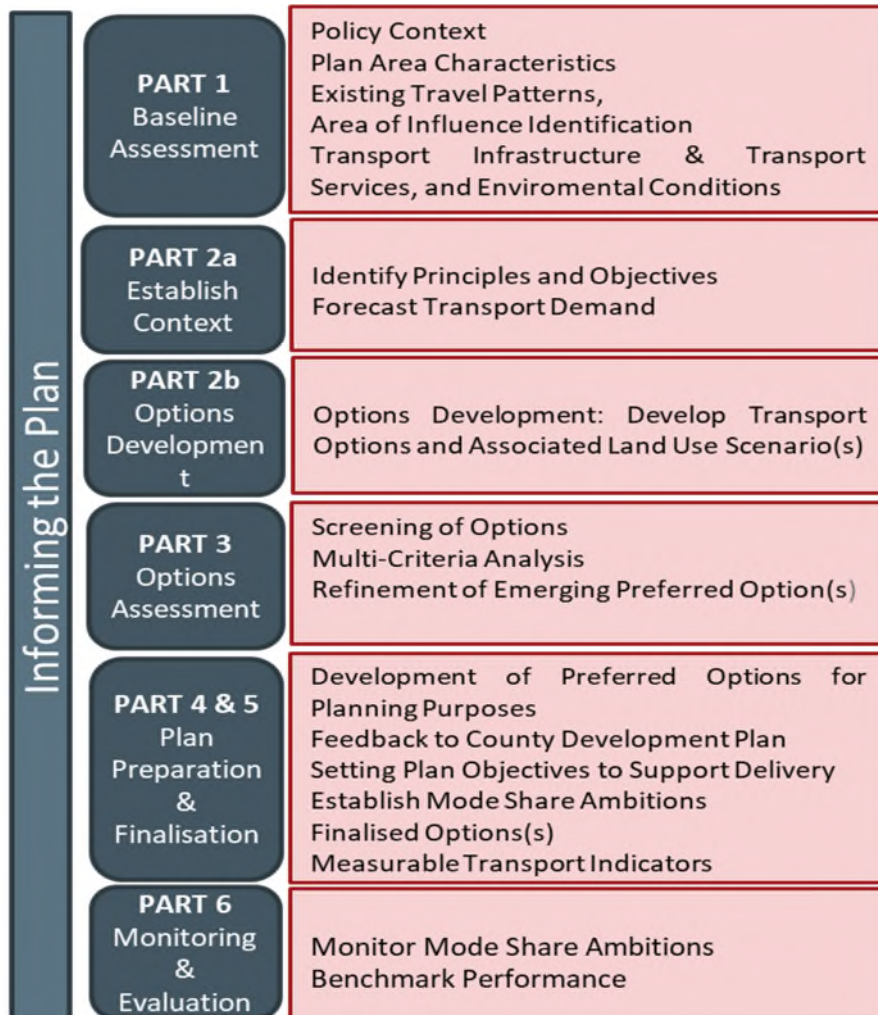 Informing the Plan
PART 1
Baseline
Assessment
Policy Context
Plan Area Characteristics
Existing Travel Patterns,
Area of Influence Identification
Transport Infrastructure & Transport
Services, and Enviromental Conditions
PART 2a
Establish
Context
Identify Principles and Objectives
Forecast Transport Demand
PART 2b
Options
Developmen
t
Options Development: Develop Transport
Options and Associated Land Use Scenario(s)
PART 3
Options
Assessment
Screening of Options
Multi-Criteria Analysis
Refinement of Emerging Preferred Option(s)
PART 4 & 5
Plan
Preparation
&
Finalisation
Development of Preferred Options for
Planning Purposes
Feedback to County Development Plan
Setting Plan Objectives to Support Delivery
Establish Mode Share Ambitions
Finalised Options(s)
Measurable Transport Indicators
PART 6
Monitoring
&
Evaluation
Monitor Mode Share Ambitions
Benchmark Performance